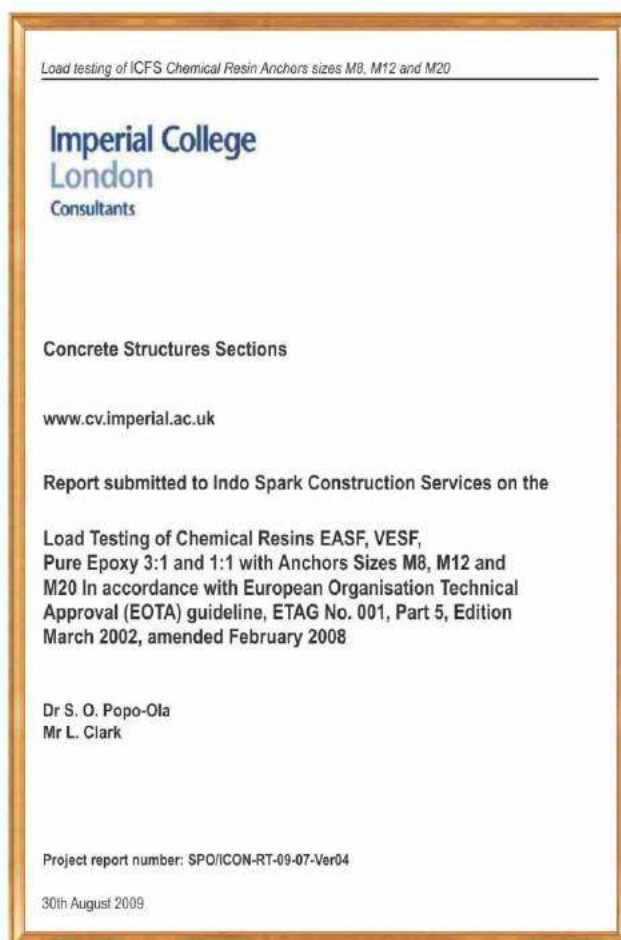 Load testing of ICFS Chemical Resin Anchors sizes M8, M12 and M20
Imperial College
London
Consultants
Concrete Structures Sections
www.cv.imperial.ac.uk
Report submitted to Indo Spark Construction Services on the
Load Testing of Chemical Resins EASF, VESF,
Pure Epoxy 3:1 and 1:1 with Anchors Sizes M8, M12 and
M20 In accordance with European Organisation Technical
Approval (EOTA) guideline, ETAG No. 001, Part 5, Edition
March 2002, amended February 2008
Dr S. O. Popo-Ola
Mr L. Clark
Project report number: SPO/ICON-RT-09-07-Ver04
30th August 2009